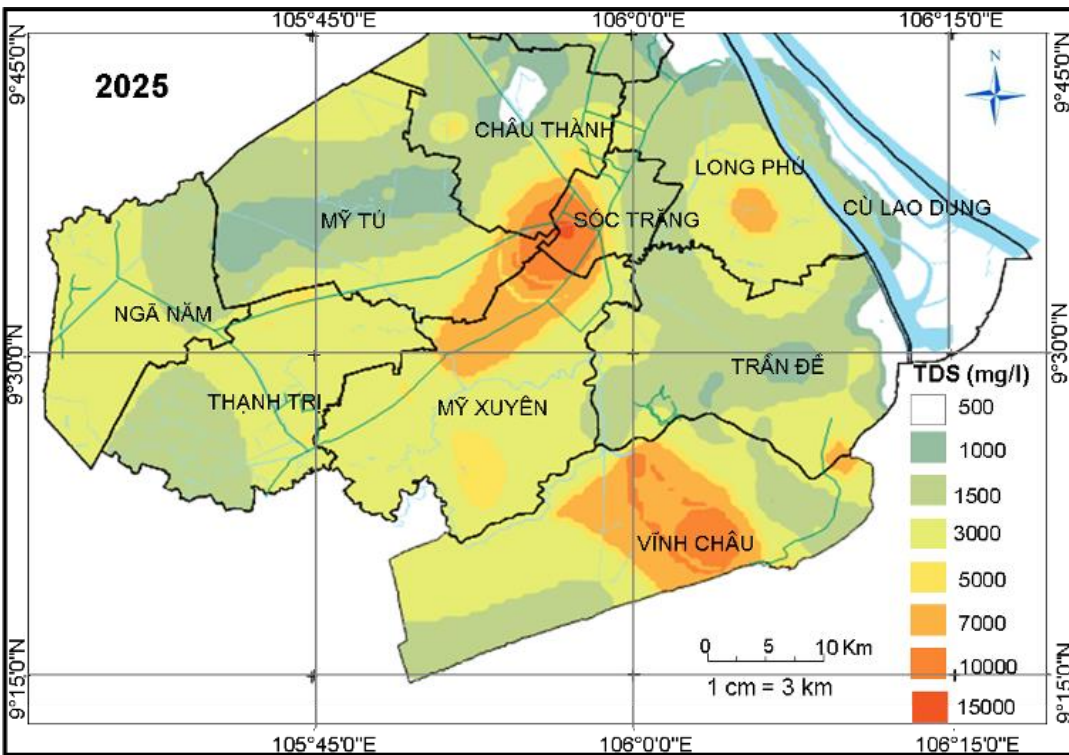 105°45'0"E 106°0'0"E 106°15'0"E
9°45'0"N
9°45'0"N
2025
N
CHÂU THÀNH
LONG PHÚ
MỸ TÚ
SÓC TRĂNG
CÙ LAO DUNG
NGÃ NĂM
9°30'0"N
9°30'0"N
TRẦN ĐỀ
TDS (mg/l)
THẠNH TRỊ
MỸ XUYÊN
500
1000
1500
3000
VĨNH CHÂU
5000
7000
0 5 10 Km
10000
1 cm = 3 km
15000
9°15'0"N
9°15'0"N
105°45'0"E 106°0'0"E 106°15'0"E